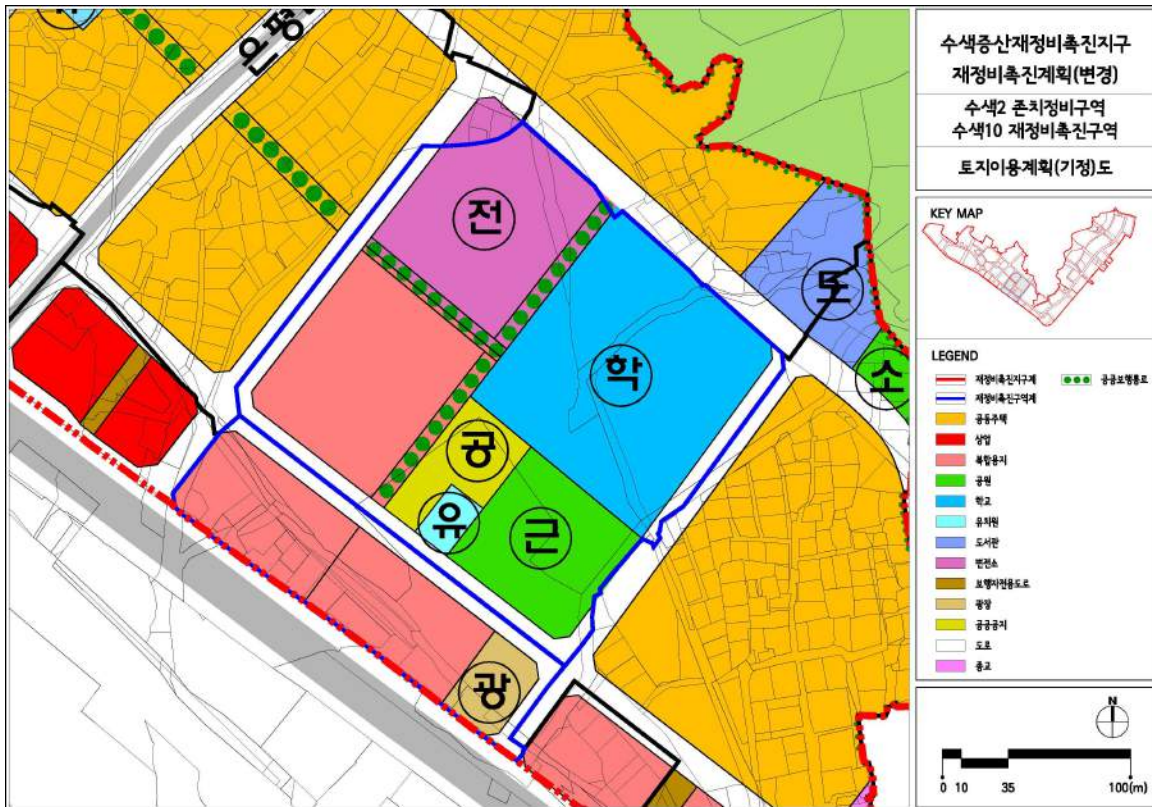 은평
전
학
도
소
공
유
근
광
수색증산재정비촉진지구
재정비촉진계획(변경)
수색2 존치정비구역
수색10 재정비촉진구역
토지이용계획(기정)도
KEY MAP
LEGEND
재정비촉진지구계
공공보행통로
재정비촉진구역계
공동주택
상업
복합용지
공원
학교
유치원
도서관
변전소
보행자전용도로
광장
공공공지
도로
종교
N
0 10 35 100(m)